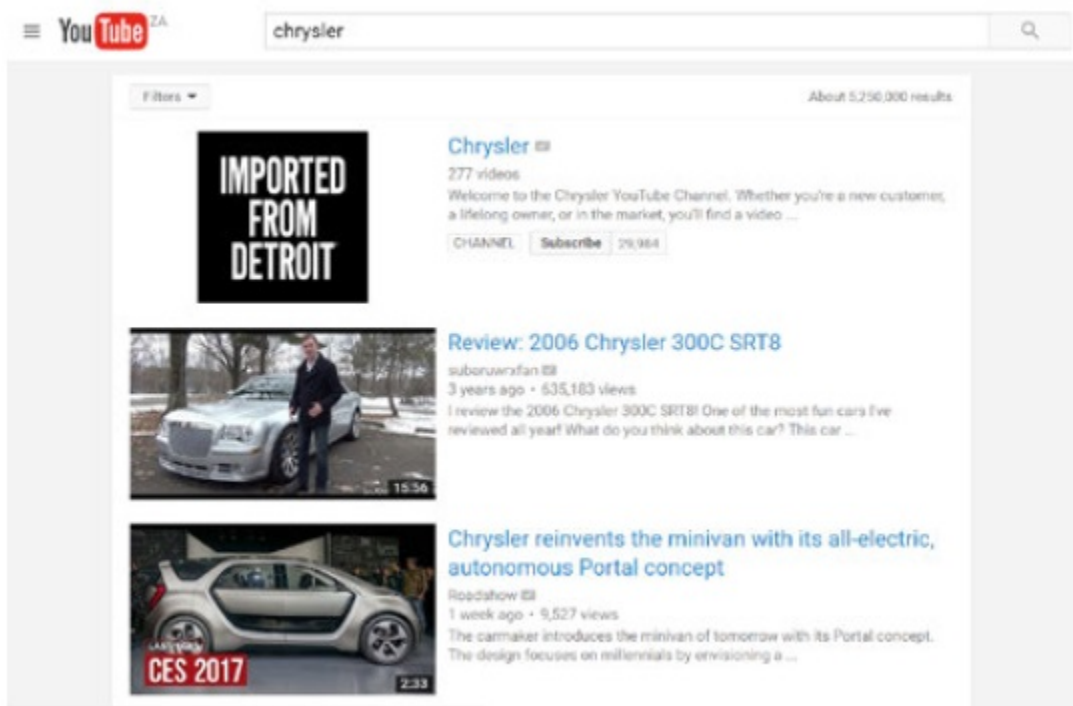 YouTube ZA
chrysler
Filters
About 5,250,000 results
IMPORTED
FROM
DETROIT
Chrysler
277 videos
Welcome to the Chrysler YouTube Channel. Whether you're a new customer,
a lifelong owner, or in the market, you'll find a video ...
CHANNEL Subscribe 29,984
Review: 2006 Chrysler 300C SRT8
suberuwrxfan
3 years ago • 635,183 views
I review the 2006 Chrysler 300C SRT8! One of the most fun cars I've
reviewed all year! What do you think about this car? This car ...
15:56
Chrysler reinvents the minivan with its all-electric,
autonomous Portal concept
Roadshow
1 week ago • 9,527 views
The carmaker introduces the minivan of tomorrow with its Portal concept.
The design focuses on millennials by envisioning a ...
CES 2017
2:33